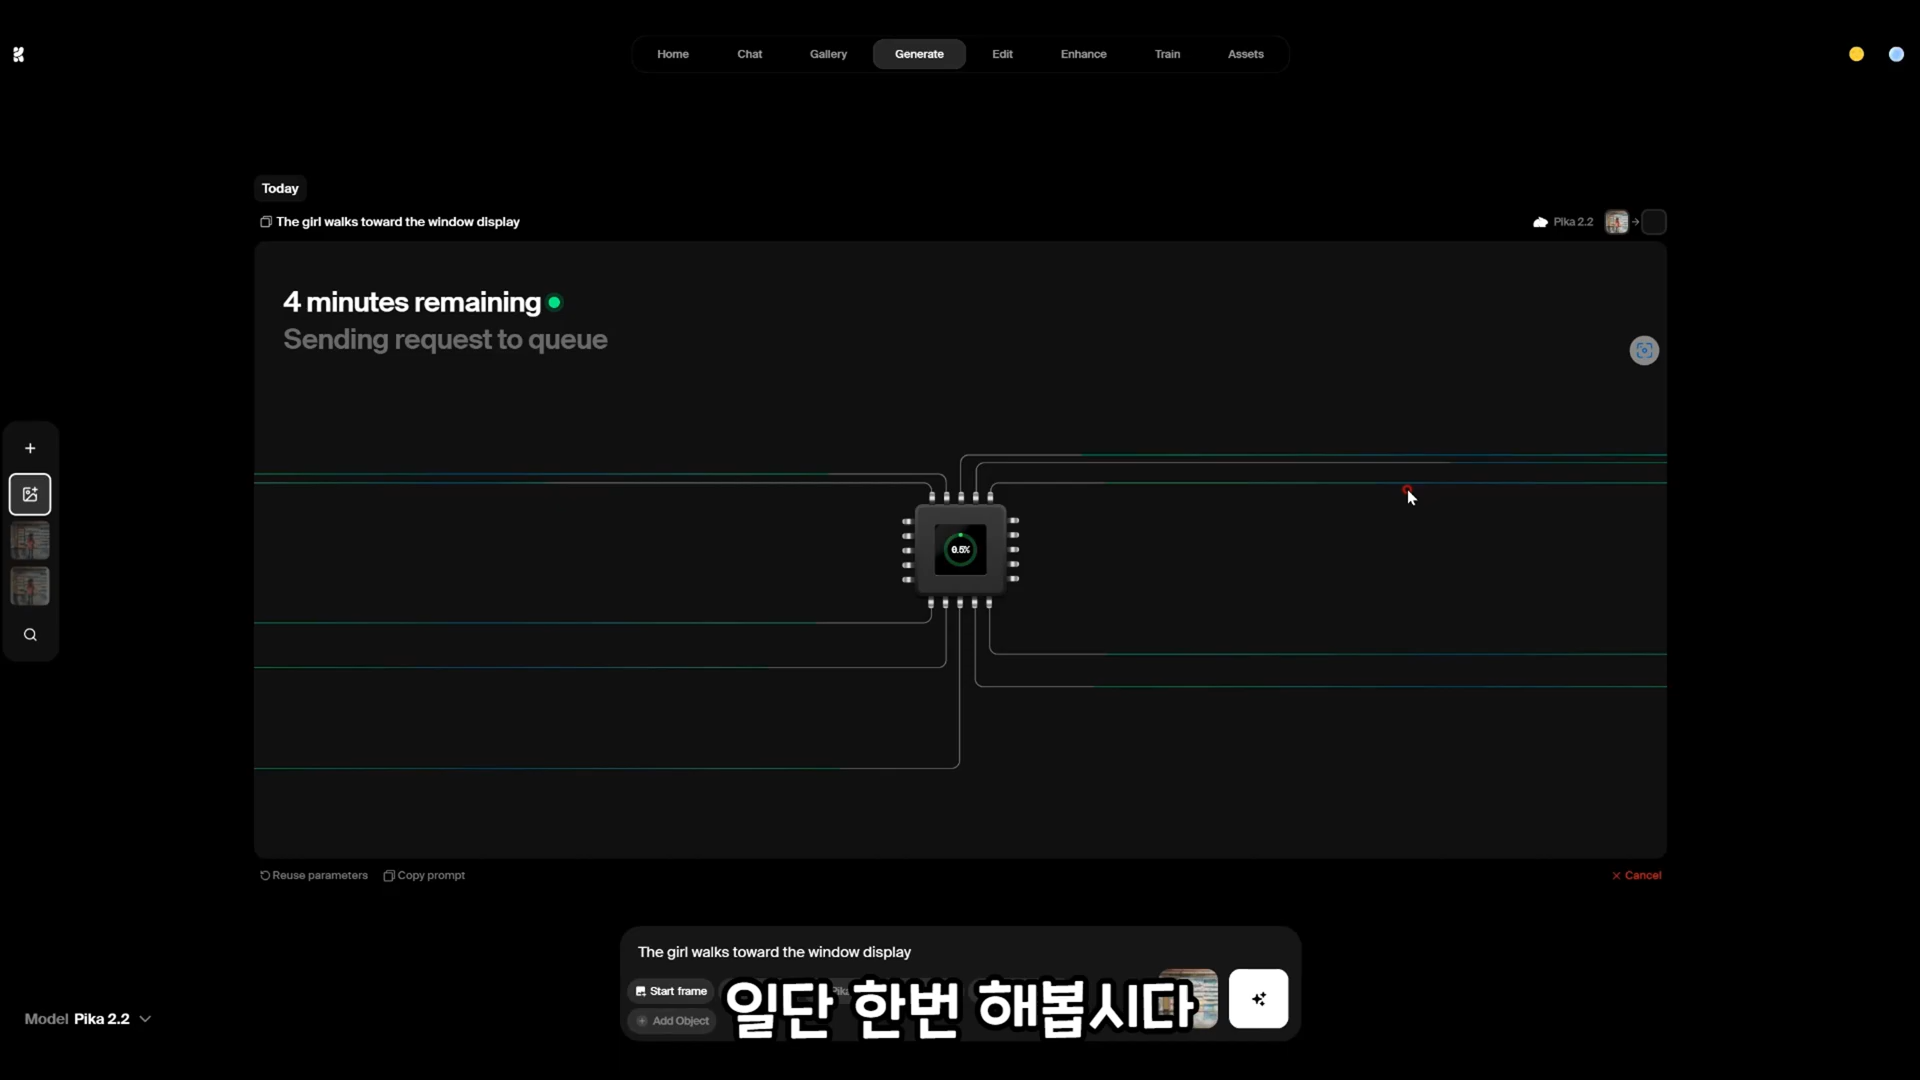 Home
Chat
Gallery
Generate
Edit
Enhance
Train
Assets
Today
The girl walks toward the window display
Pika 2.2
4 minutes remaining
Sending request to queue
0.5%
Reuse parameters
Copy prompt
Cancel
The girl walks toward the window display
Start frame
Add Object
일단 한번 해봅시다
Model Pika 2.2